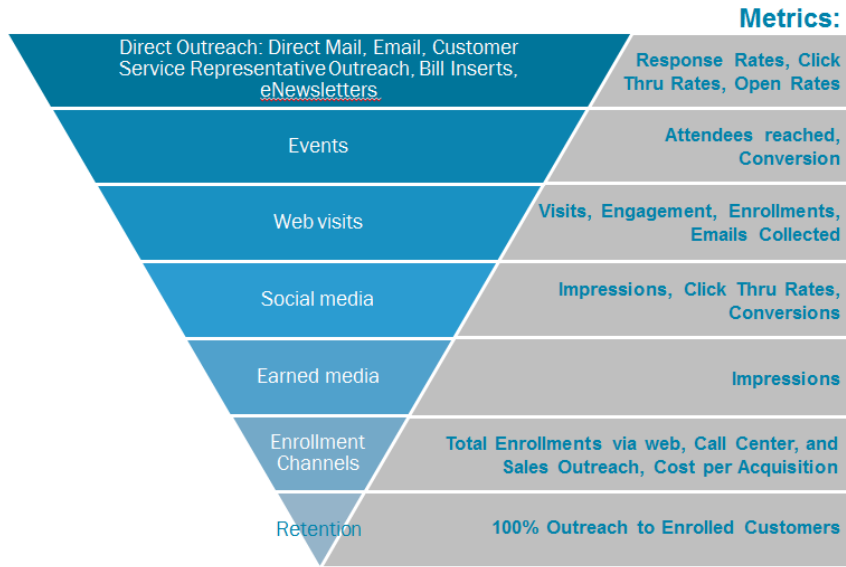 Metrics:
Direct Outreach: Direct Mail, Email, Customer
Service Representative Outreach, Bill Inserts,
eNewsletters
Response Rates, Click
Thru Rates, Open Rates
Events
Attendees reached,
Conversion
Web visits
Visits, Engagement, Enrollments,
Emails Collected
Social media
Impressions, Click Thru Rates,
Conversions
Earned media
Impressions
Enrollment
Channels
Total Enrollments via web, Call Center, and
Sales Outreach, Cost per Acquisition
Retention
100% Outreach to Enrolled Customers